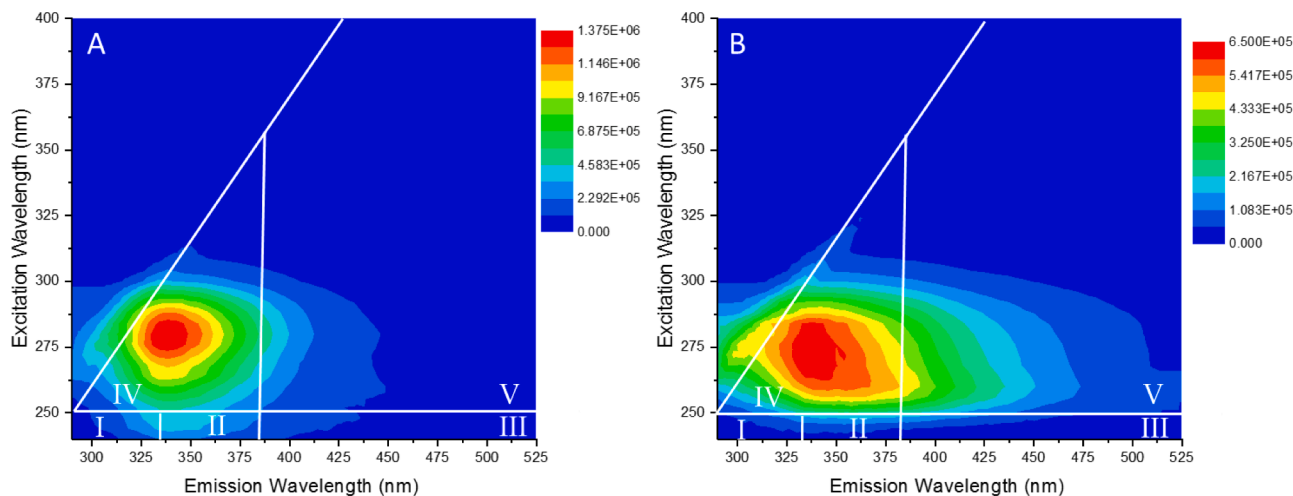 A
400
375
350
325
300
275
250
Excitation Wavelength (nm)
300 325 350 375 400 425 450 475 500 525
Emission Wavelength (nm)
I II III IV V
1.375E+06
1.146E+06
9.167E+05
6.875E+05
4.583E+05
2.292E+05
0.000
B
400
375
350
325
300
275
250
Excitation Wavelength (nm)
300 325 350 375 400 425 450 475 500 525
Emission Wavelength (nm)
I II III IV V
6.500E+05
5.417E+05
4.333E+05
3.250E+05
2.167E+05
1.083E+05
0.000